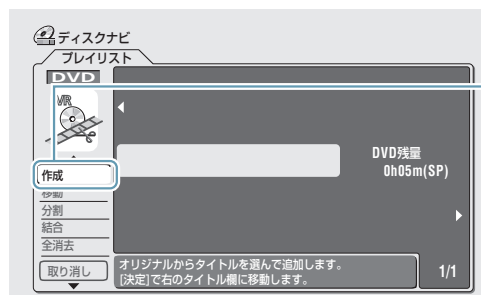 ディスクナビ
プレイリスト
DVD
VR
作成
移動
分割
結合
全消去
取り消し
DVD残量
0h05m(SP)
オリジナルからタイトルを選んで追加します。
[決定]で右のタイトル欄に移動します。
1/1